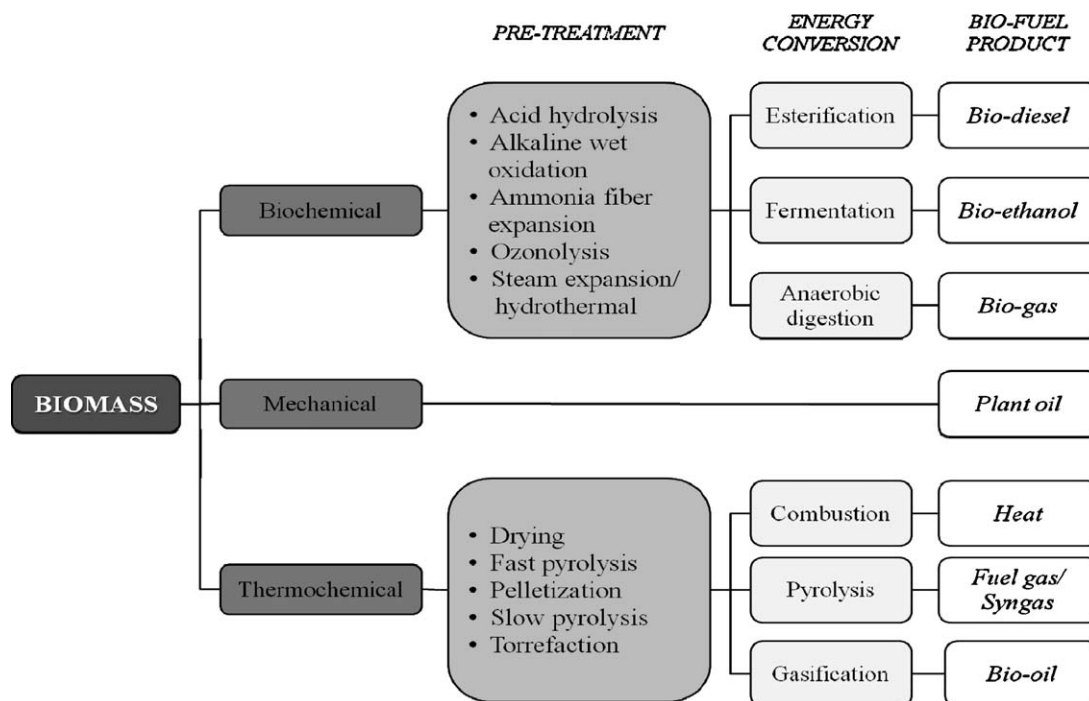 PRE-TREATMENT
ENERGY
CONVERSION
BIO-FUEL
PRODUCT
BIOMASS
Biochemical
• Acid hydrolysis
• Alkaline wet
oxidation
• Ammonia fiber
expansion
• Ozonolysis
• Steam expansion/
hydrothermal
Esterification
Bio-diesel
Fermentation
Bio-ethanol
Anaerobic
digestion
Bio-gas
Mechanical
Plant oil
Thermochemical
• Drying
• Fast pyrolysis
• Pelletization
• Slow pyrolysis
• Torrefaction
Combustion
Heat
Pyrolysis
Fuel gas/
Syngas
Gasification
Bio-oil